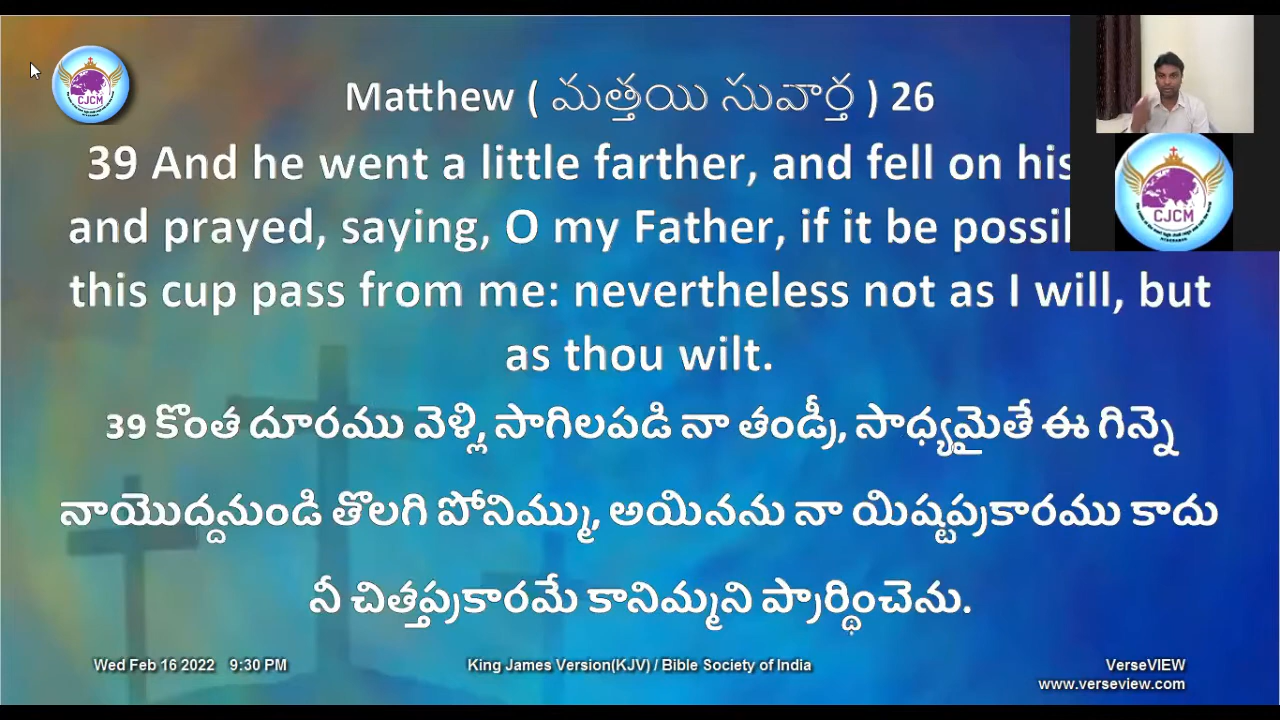 CJCM
Matthew ( మత్తయి సువార్త ) 26
39 And he went a little farther, and fell on his
and prayed, saying, O my Father, if it be possi
CJCM
this cup pass from me: nevertheless not as I will, but
as thou wilt.
39 కొంత దూరము వెళ్లి, సాగిలపడి నా తండ్రీ, సాధ్యమైతే ఈ గిన్నె
నాయొద్దనుండి తొలగి పోనిమ్ము, అయినను నా యిష్టప్రకారము కాదు
నీ చిత్తప్రకారమే కానిమ్మని ప్రార్థించెను.
Wed Feb 16 2022 9:30 PM
King James Version(KJV) / Bible Society of India
VerseVIEW
www.verseview.com